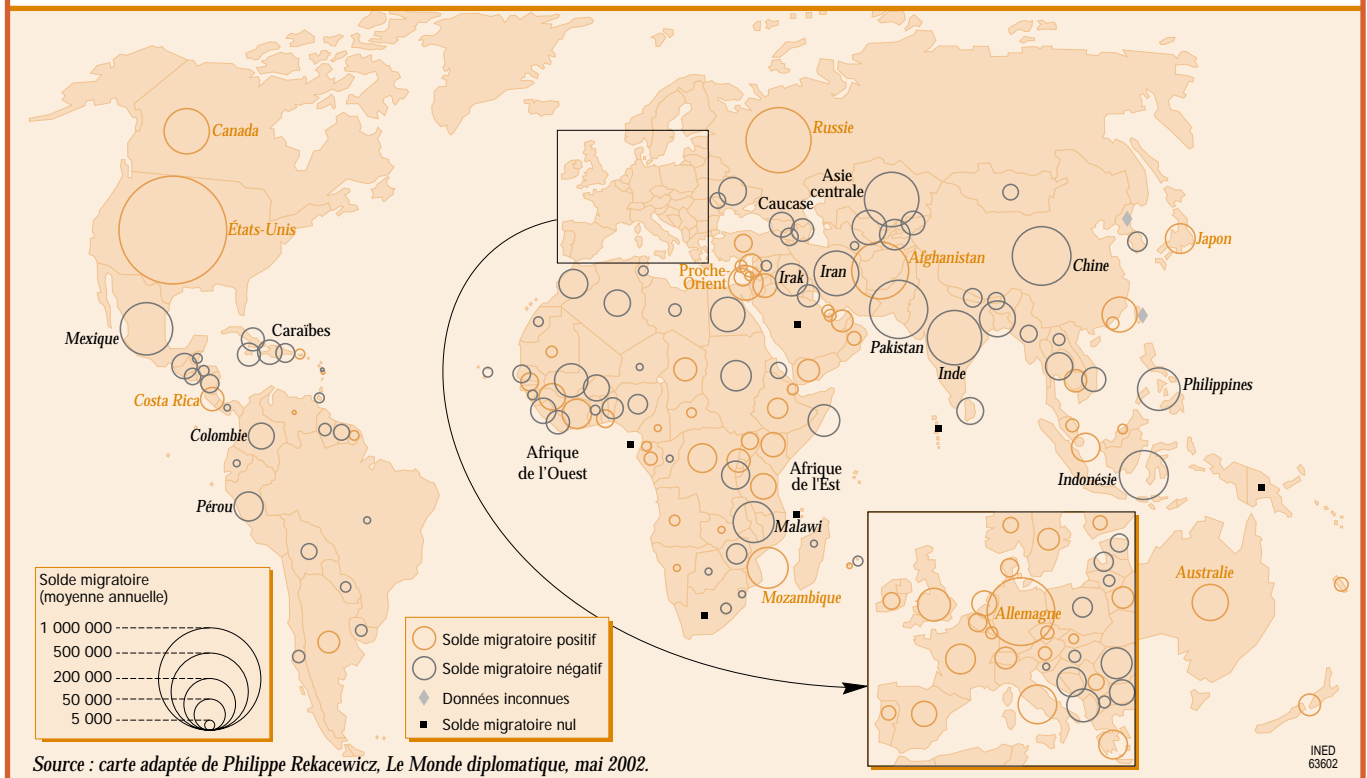 Canada
Russie
États-Unis
Asie
centrale
Caucase
Japon
Afghanistan
Proche-
Orient
Irak
Iran
Chine
Mexique
Caraïbes
Pakistan
Inde
Philippines
Costa Rica
Colombie
Afrique
de l'Ouest
Afrique
de l'Est
Indonésie
Pérou
Malawi
Mozambique
Allemagne
Australie
Solde migratoire
(moyenne annuelle)
1 000 000
500 000
200 000
50 000
5 000
Solde migratoire positif
Solde migratoire négatif
Données inconnues
Solde migratoire nul
Source : carte adaptée de Philippe Rekacewicz, Le Monde diplomatique, mai 2002.
INED
63602